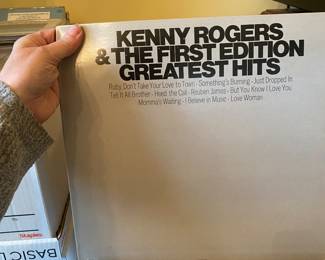 KENNY ROGERS
& THE FIRST EDITION
GREATEST HITS
Ruby, Don't Take Your Love to Town · Something's Burning · Just Dropped In
Tell It All Brother · Heed the Call · Reuben James · But You Know I Love You
Momma's Waiting · I Believe in Music · Love Woman
Staples
BASIC